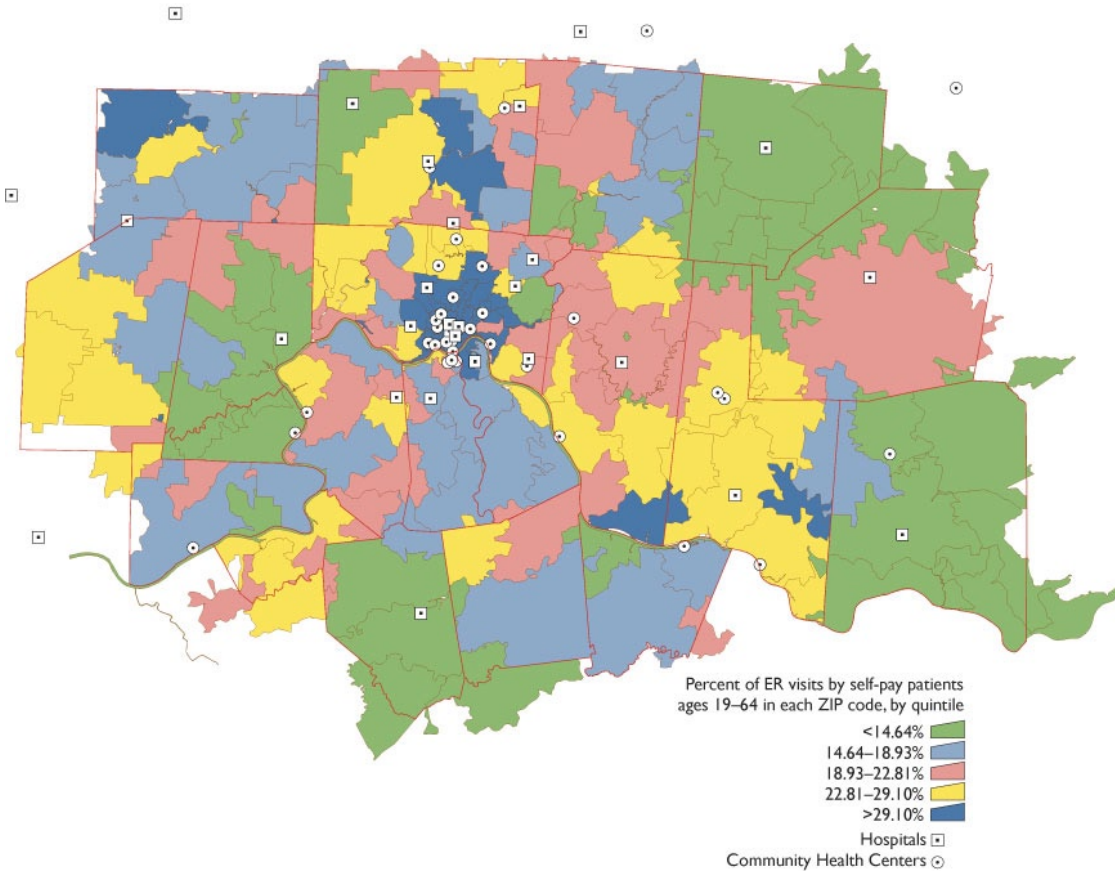 Percent of ER visits by self-pay patients
ages 19–64 in each ZIP code, by quintile
<14.64%
14.64–18.93%
18.93–22.81%
22.81–29.10%
>29.10%
Hospitals
Community Health Centers